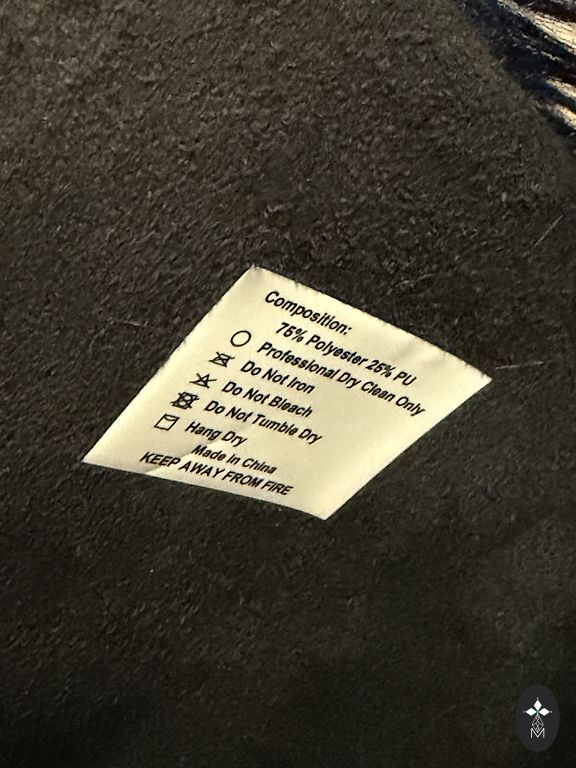 Composition:
75% Polyester 25% PU
Professional Dry Clean Only
Do Not Iron
Do Not Bleach
Do Not Tumble Dry
Hang Dry
Made In China
KEEP AWAY FROM FIRE
M